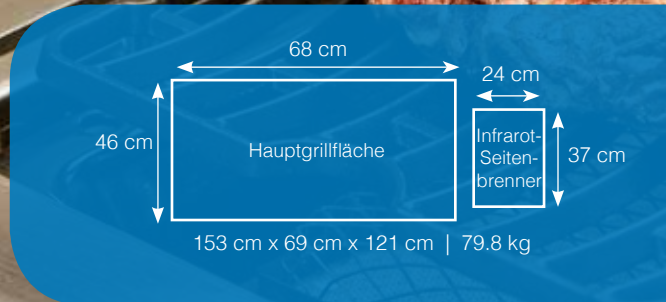 68 cm
24 cm
46 cm
Hauptgrillfläche
Infrarot-
Seiten-
brenner
37 cm
153 cm x 69 cm x 121 cm | 79.8 kg